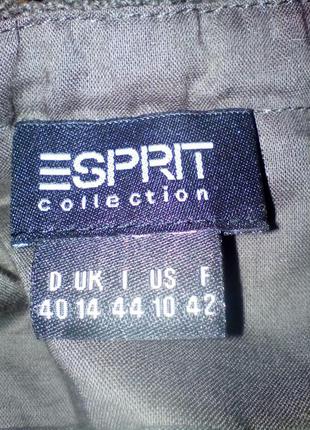 ESPRIT
collection
D UK I US F
40 14 44 10 42